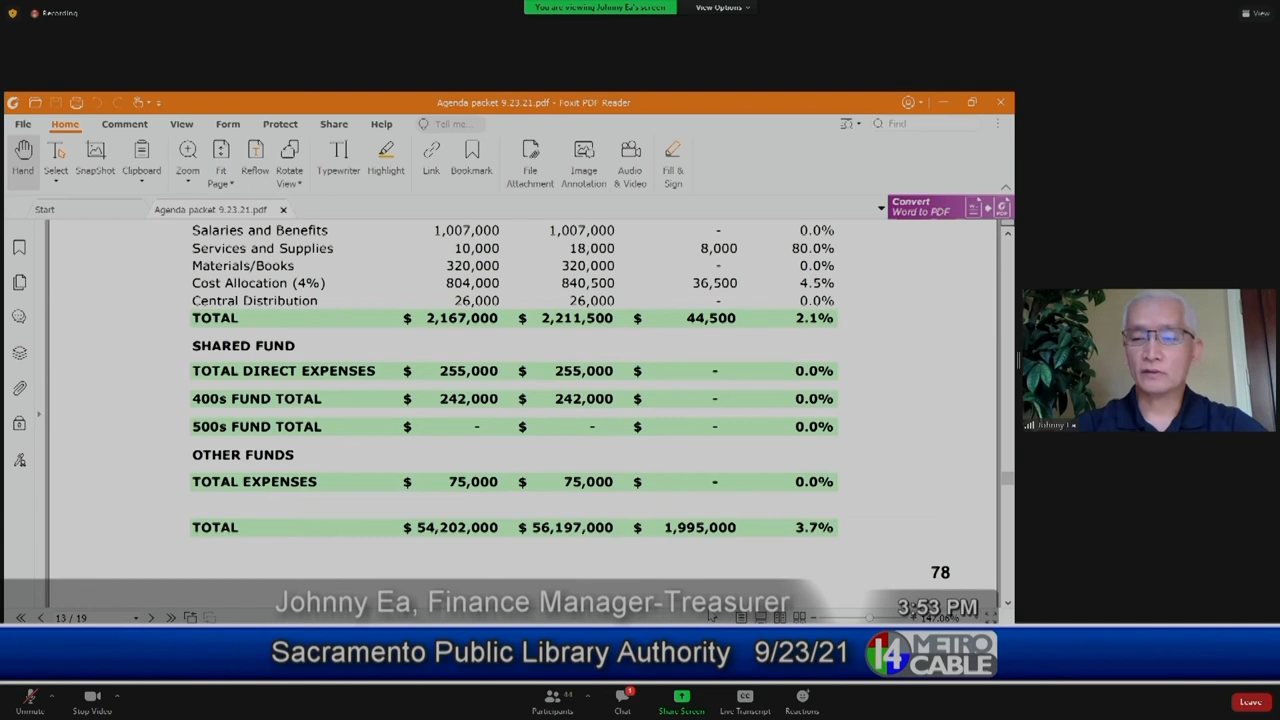 Recording
You are viewing Johnny Ea's screen
View Options
View
Agenda packet 9.23.21.pdf - Foxit PDF Reader
File Home Comment View Form Protect Share Help Tell me... Find
Hand Select SnapShot Clipboard Zoom Fit Page Reflow Rotate View Typewriter Highlight Link Bookmark File Attachment Image Annotation Audio & Video Fill & Sign
Start Agenda packet 9.23.21.pdf
Convert
Word to PDF
Salaries and Benefits 1,007,000 1,007,000 - 0.0%
Services and Supplies 10,000 18,000 8,000 80.0%
Materials/Books 320,000 320,000 - 0.0%
Cost Allocation (4%) 804,000 840,500 36,500 4.5%
Central Distribution 26,000 26,000 - 0.0%
TOTAL $ 2,167,000 $ 2,211,500 $ 44,500 2.1%
SHARED FUND
TOTAL DIRECT EXPENSES $ 255,000 $ 255,000 $ - 0.0%
400s FUND TOTAL $ 242,000 $ 242,000 $ - 0.0%
500s FUND TOTAL $ - $ - $ - 0.0%
OTHER FUNDS
TOTAL EXPENSES $ 75,000 $ 75,000 $ - 0.0%
TOTAL $ 54,202,000 $ 56,197,000 $ 1,995,000 3.7%
78
Johnny Ea
13 / 19
147.06%
Johnny Ea, Finance Manager-Treasurer
3:53 PM
Sacramento Public Library Authority 9/23/21
14 METRO CABLE
Unmute Stop Video Participants 44 Chat 1 Share Screen CC Live Transcript Reactions Leave